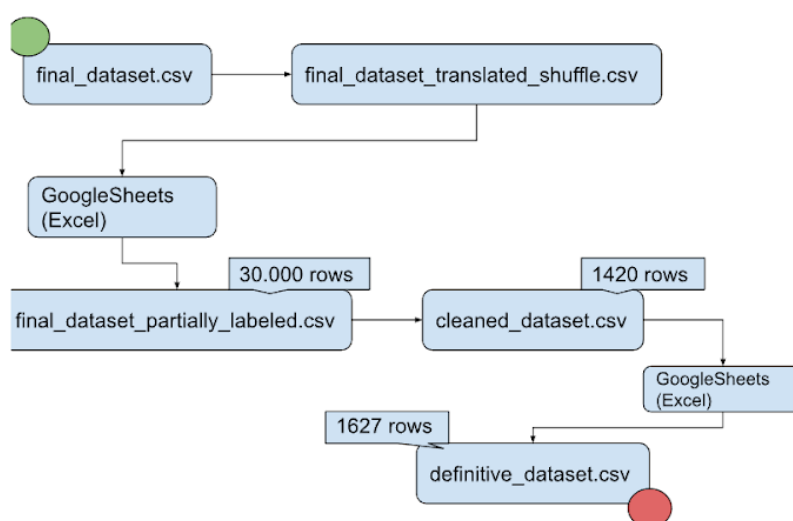 final_dataset.csv
final_dataset_translated_shuffle.csv
GoogleSheets
(Excel)
30.000 rows
1420 rows
final_dataset_partially_labeled.csv
cleaned_dataset.csv
GoogleSheets
(Excel)
1627 rows
definitive_dataset.csv